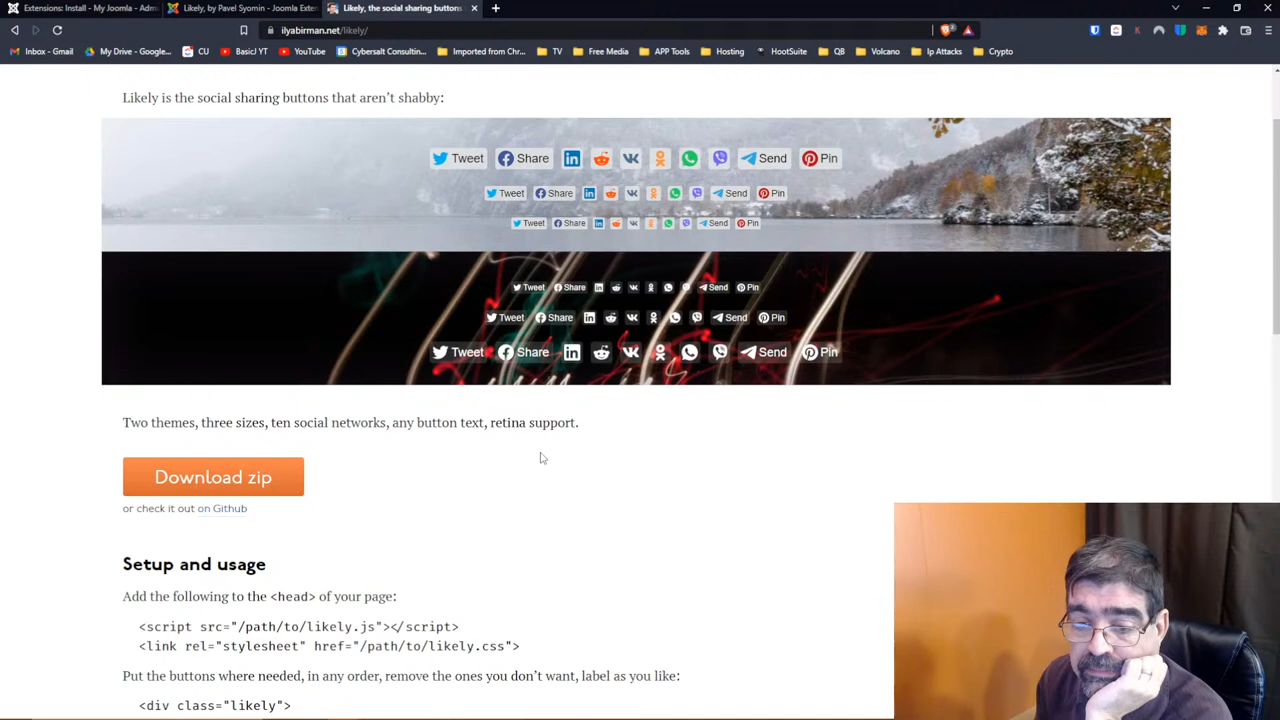 Extensions: Install - My Joomla - Admi
Likely, by Pavel Syomin - Joomla Exten
Likely, the social sharing buttons
ilyabirman.net/likely/
Inbox - Gmail
My Drive - Google...
CU
BasicJ YT
YouTube
Cybersalt Consulting...
Imported from Chr...
TV
Free Media
APP Tools
Hosting
HootSuite
QB
Volcano
Ip Attacks
Crypto
Likely is the social sharing buttons that aren't shabby:
Tweet Share Send Pin
Tweet Share Send Pin
Tweet Share Send Pin
Tweet Share Send Pin
Tweet Share Send Pin
Tweet Share Send Pin
Two themes, three sizes, ten social networks, any button text, retina support.
Download zip
or check it out on Github
Setup and usage
Add the following to the <head> of your page:
<script src="/path/to/likely.js"></script>
<link rel="stylesheet" href="/path/to/likely.css">
Put the buttons where needed, in any order, remove the ones you don't want, label as you like:
<div class="likely">